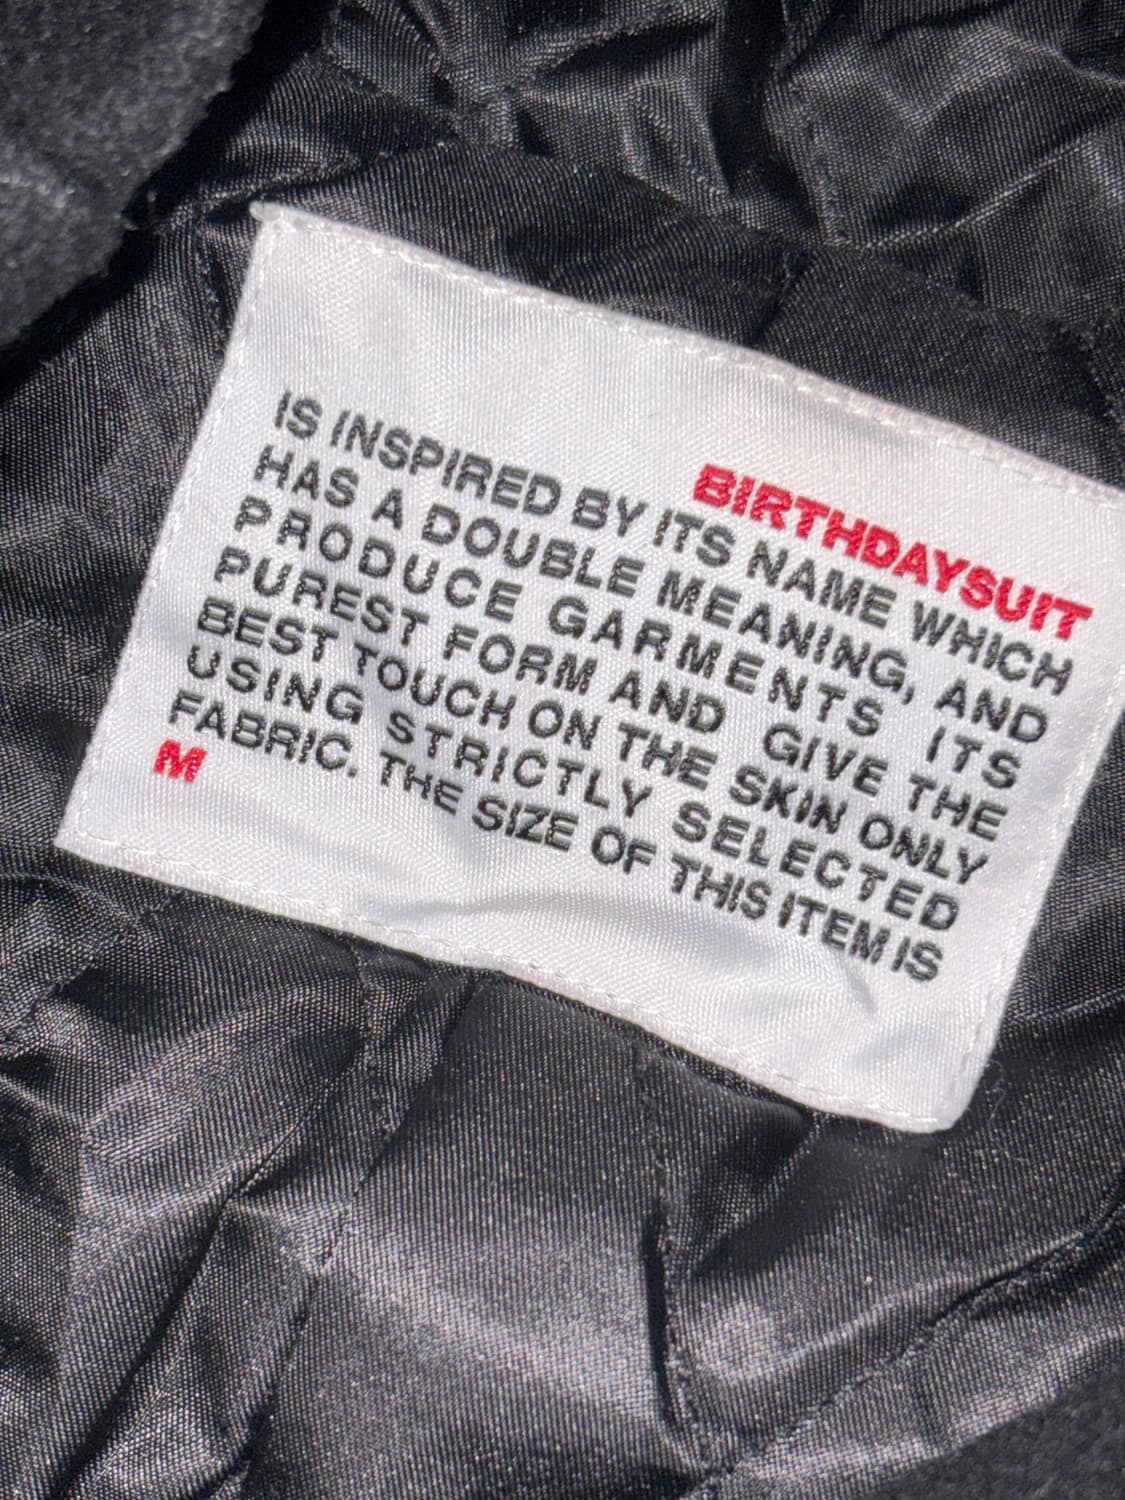 BIRTHDAYSUIT
IS INSPIRED BY ITS NAME WHICH
HAS A DOUBLE MEANING, AND
PRODUCE GARMENTS ITS
PUREST FORM AND GIVE THE
BEST TOUCH ON THE SKIN ONLY
USING STRICTLY SELECTED
FABRIC. THE SIZE OF THIS ITEM IS
M